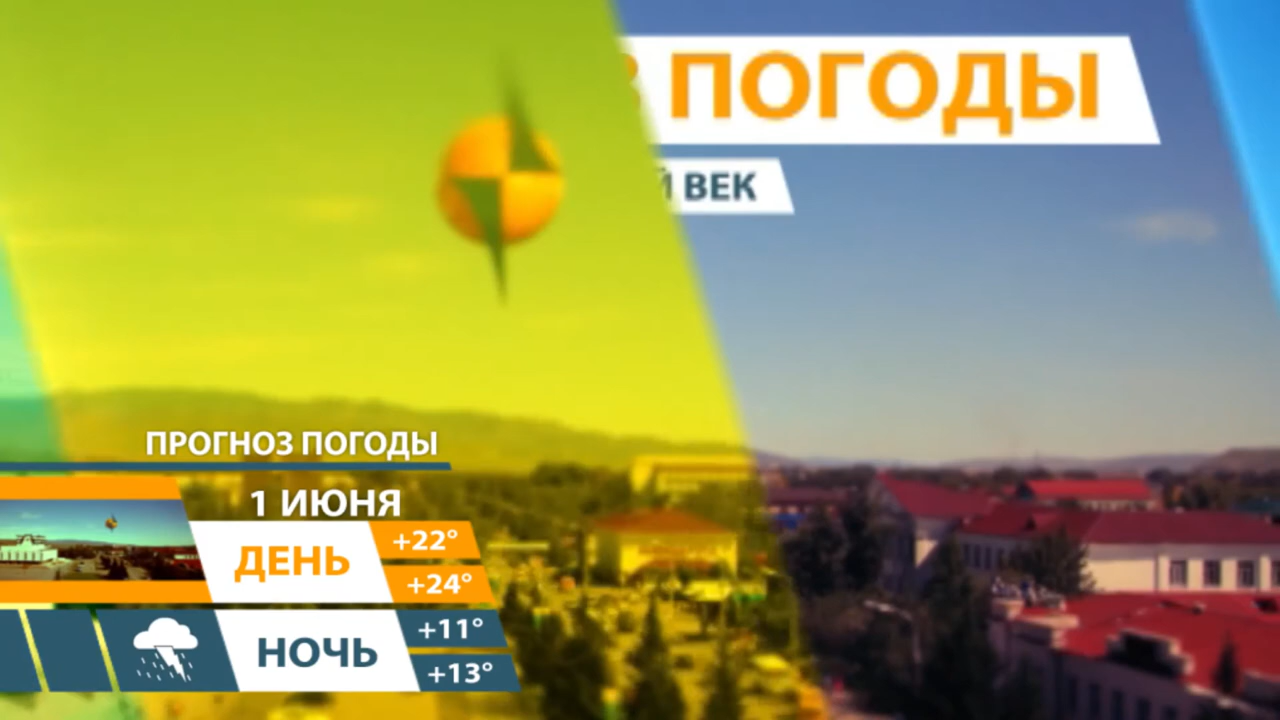 ПОГОДЫ
ВЕК
ПРОГНОЗ ПОГОДЫ
1 ИЮНЯ
ДЕНЬ
+22°
+24°
НОЧЬ
+11°
+13°